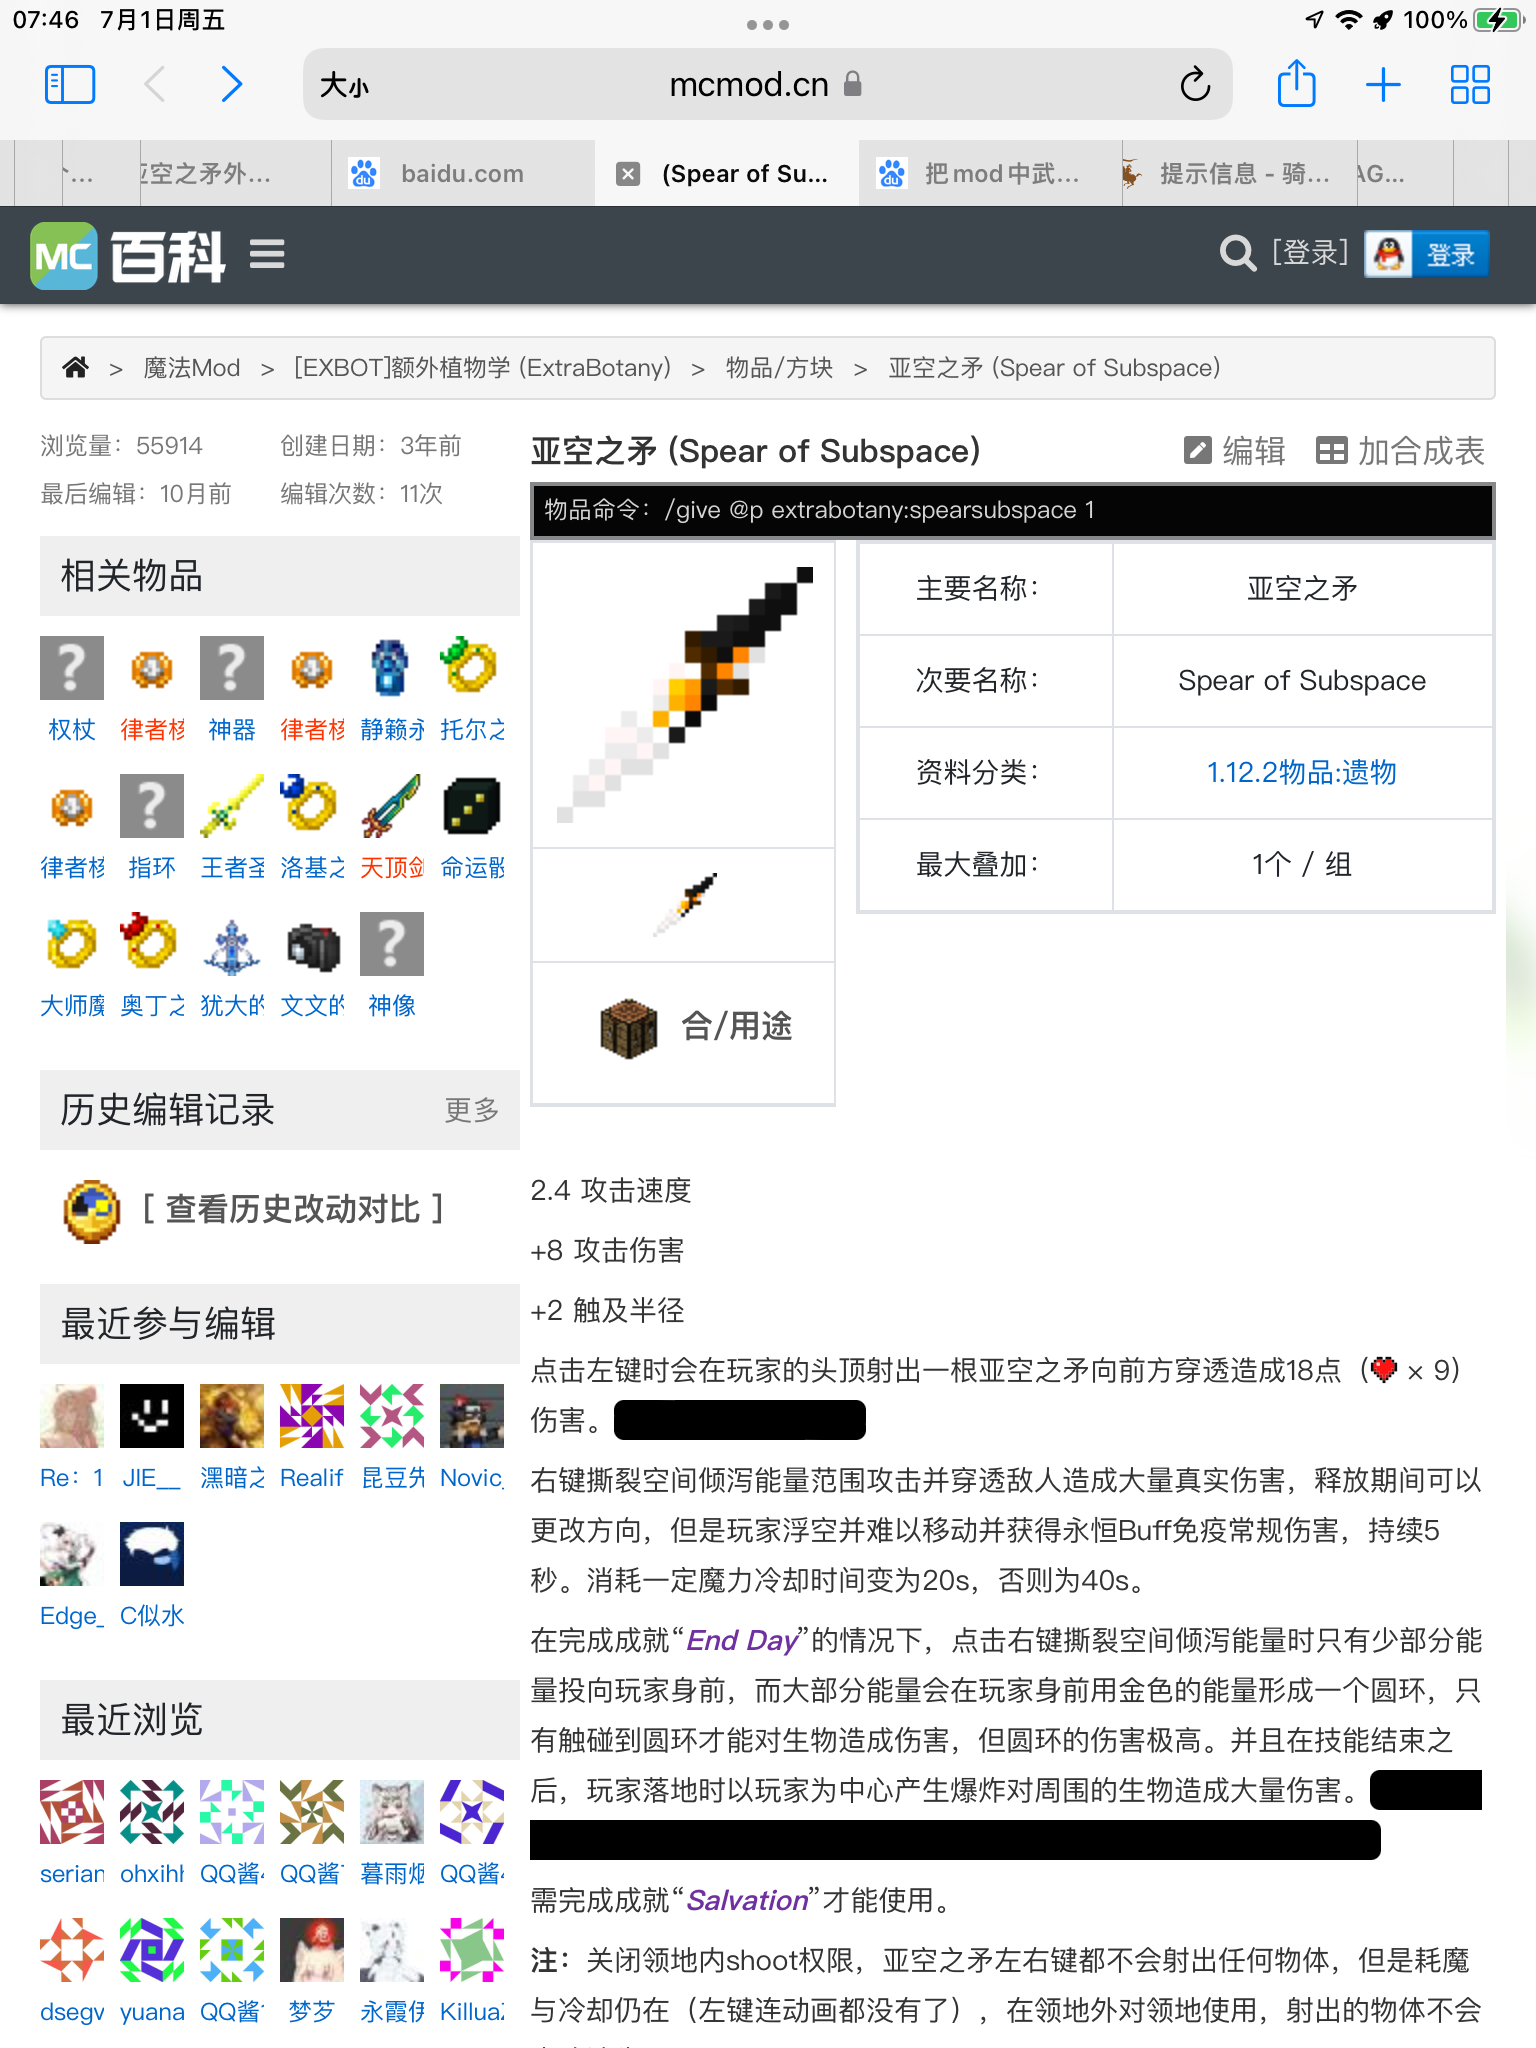 07:46 7月1日周五
100%
大小
mcmod.cn
亚空之矛外...
baidu.com
(Spear of Su...
把mod中武...
提示信息 - 骑...
AG...
MC 百科
[登录]
登录
> 魔法Mod > [EXBOT]额外植物学 (ExtraBotany) > 物品/方块 > 亚空之矛 (Spear of Subspace)
浏览量：55914
创建日期：3年前
最后编辑：10月前
编辑次数：11次
相关物品
权杖 律者核 神器 律者核 静籁永 托尔之
律者核 指环 王者圣 洛基之 天顶剑 命运骰
大师魔 奥丁之 犹大的 文文的 神像
历史编辑记录
更多
[ 查看历史改动对比 ]
最近参与编辑
Re：1 JIE__ 潶暗之 Realif 昆豆先 Novic_
Edge_ C似水
最近浏览
serian ohxihh QQ酱 QQ酱 暮雨烟 QQ酱
dsegv yuana QQ酱 梦芗 永霞伊 KilluaZ
亚空之矛 (Spear of Subspace)
编辑
加合成表
物品命令：/give @p extrabotany:spearsubspace 1
主要名称： 亚空之矛
次要名称： Spear of Subspace
资料分类： 1.12.2物品:遗物
最大叠加： 1个 / 组
合/用途
2.4 攻击速度
+8 攻击伤害
+2 触及半径
点击左键时会在玩家的头顶射出一根亚空之矛向前方穿透造成18点（ × 9）
伤害。
右键撕裂空间倾泻能量范围攻击并穿透敌人造成大量真实伤害，释放期间可以
更改方向，但是玩家浮空并难以移动并获得永恒Buff免疫常规伤害，持续5
秒。消耗一定魔力冷却时间变为20s，否则为40s。
在完成成就“End Day”的情况下，点击右键撕裂空间倾泻能量时只有少部分能
量投向玩家身前，而大部分能量会在玩家身前用金色的能量形成一个圆环，只
有触碰到圆环才能对生物造成伤害，但圆环的伤害极高。并且在技能结束之
后，玩家落地时以玩家为中心产生爆炸对周围的生物造成大量伤害。
需完成成就“Salvation”才能使用。
注：关闭领地内shoot权限，亚空之矛左右键都不会射出任何物体，但是耗魔
与冷却仍在（左键连动画都没有了），在领地外对领地使用，射出的物体不会